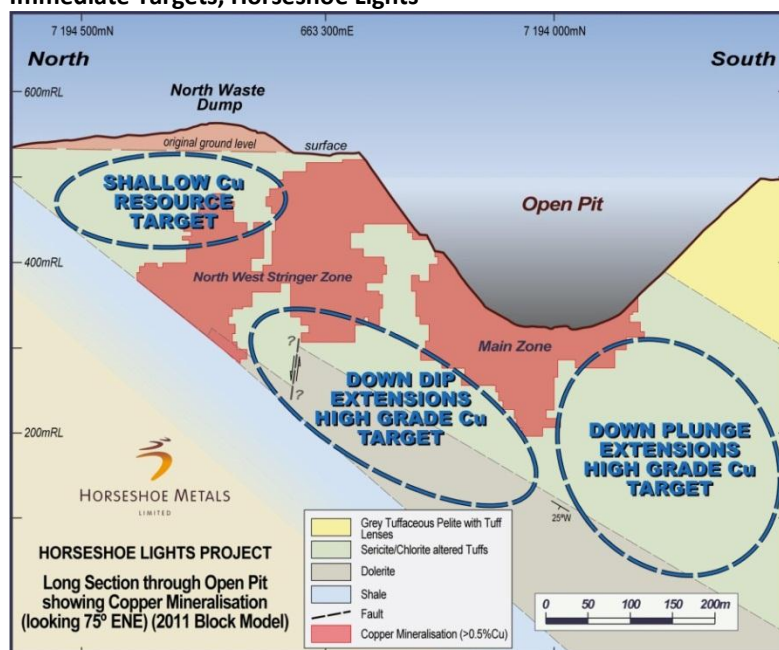 Immediate Targets, Horseshoe Lights
7 194 500mN
663 300mE
7 194 000mN
North
South
600mRL
North Waste
Dump
original ground level
surface
SHALLOW Cu
RESOURCE
TARGET
Open Pit
400mRL
North West Stringer Zone
Main Zone
?
?
DOWN DIP
EXTENSIONS
HIGH GRADE Cu
TARGET
DOWN PLUNGE
EXTENSIONS
HIGH GRADE Cu
TARGET
200mRL
25°W
HORSESHOE METALS
LIMITED
HORSESHOE LIGHTS PROJECT
Long Section through Open Pit
showing Copper Mineralisation
(looking 75º ENE) (2011 Block Model)
Grey Tuffaceous Pelite with Tuff
Lenses
Sericite/Chlorite altered Tuffs
Dolerite
Shale
Fault
Copper Mineralisation (>0.5%Cu)
0 50 100 150 200m